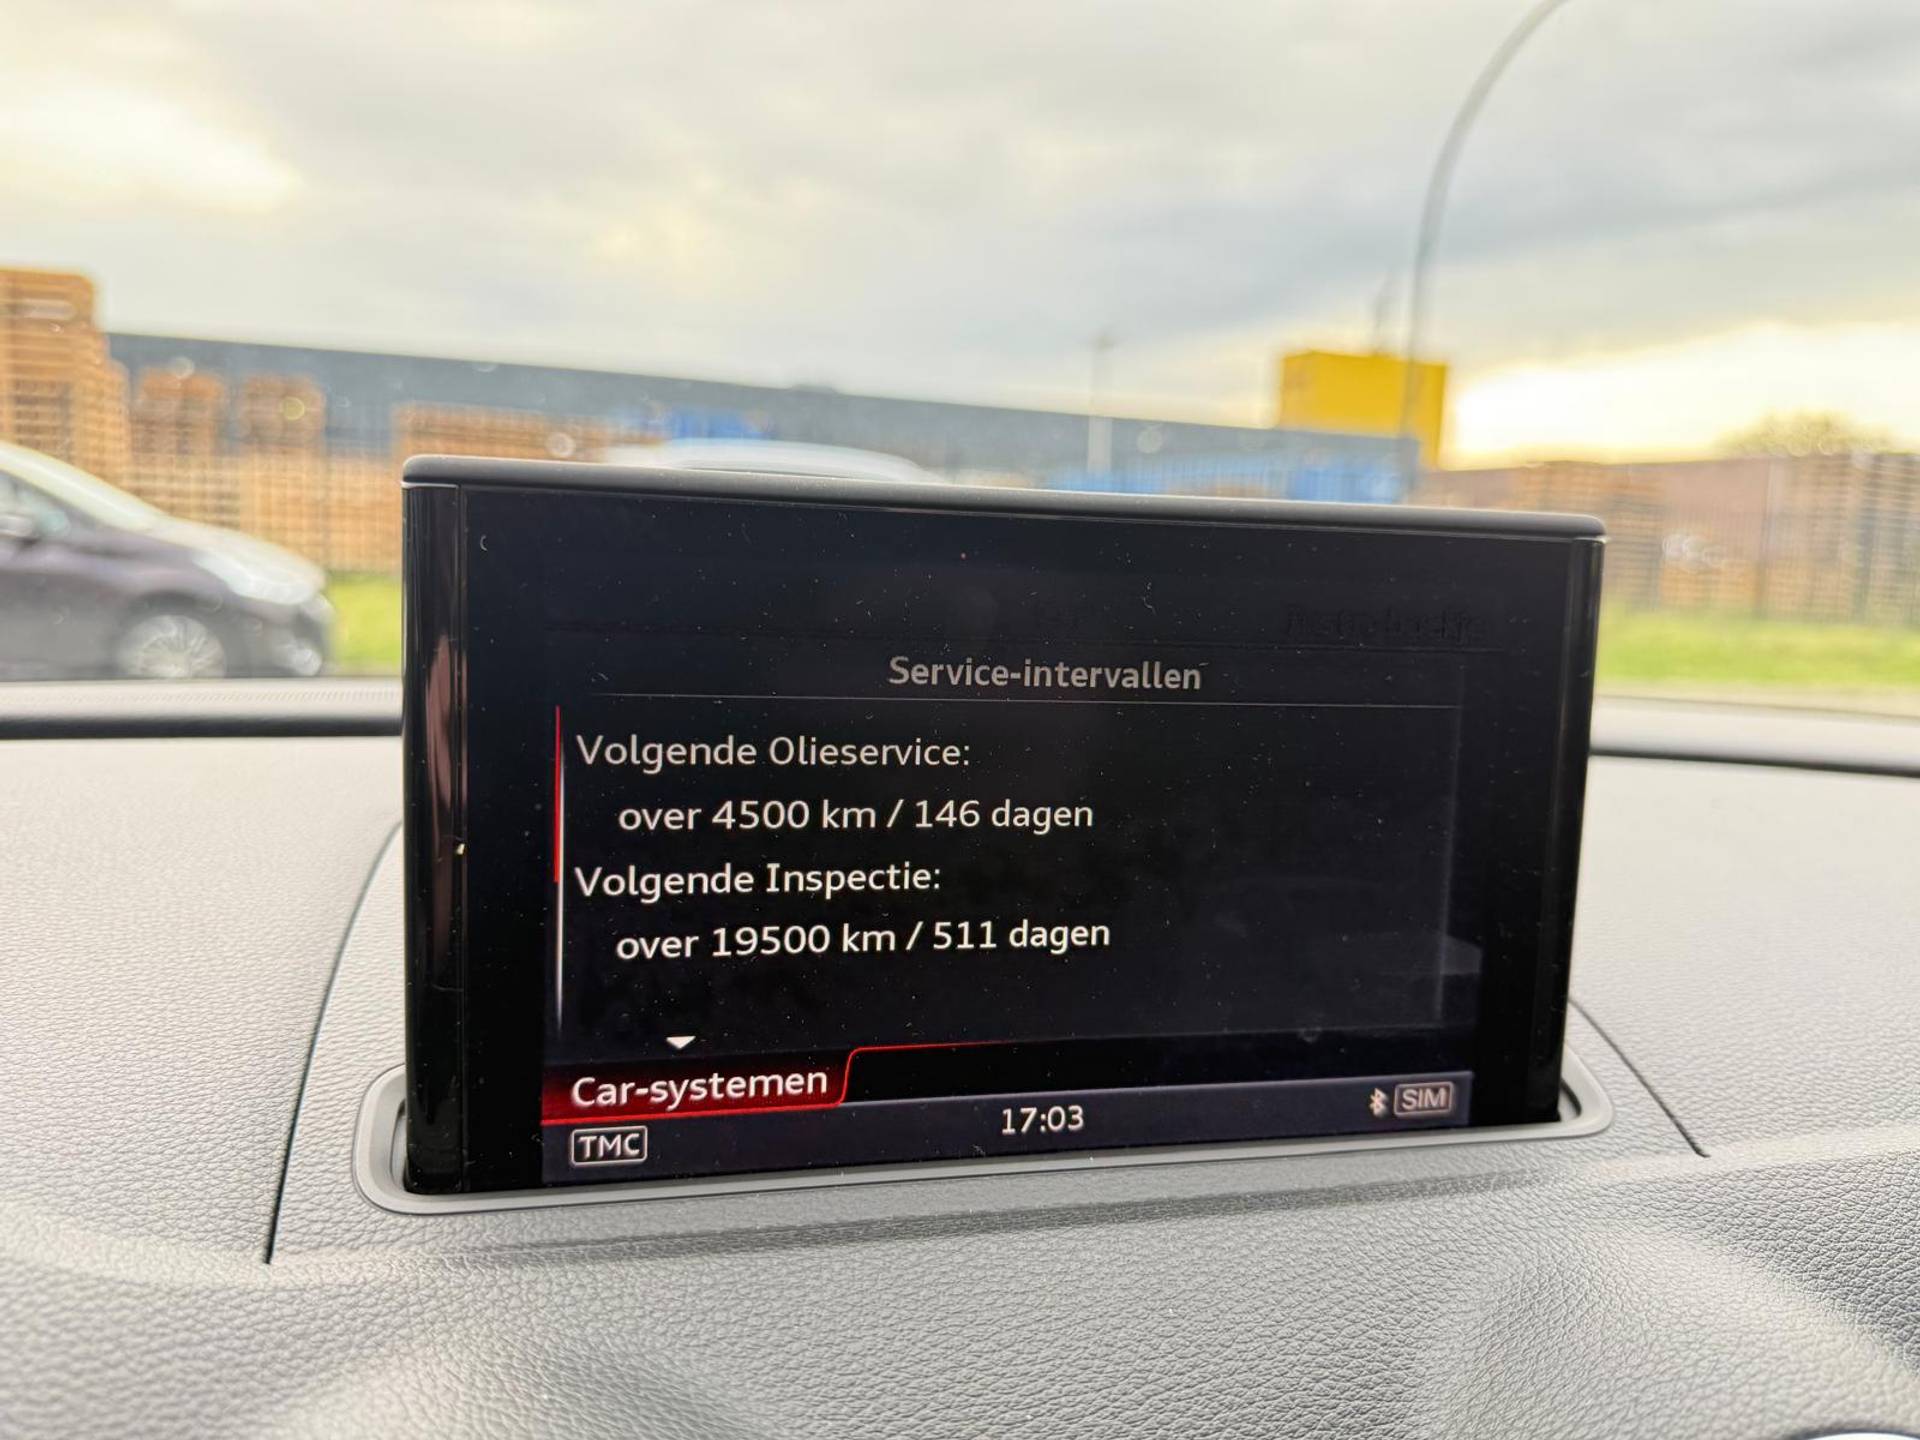 Service-intervallen
Volgende Olieservice:
over 4500 km / 146 dagen
Volgende Inspectie:
over 19500 km / 511 dagen
Car-systemen
TMC
17:03
SIM